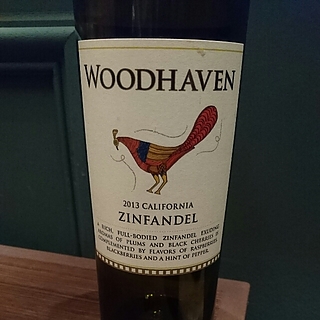 WOODHAVEN
2013 CALIFORNIA
ZINFANDEL
A RICH, FULL-BODIED ZINFANDEL EXUDING
AROMAS OF PLUMS AND BLACK CHERRIES IS
COMPLEMENTED BY FLAVORS OF RASPBERRIES,
BLACKBERRIES AND A HINT OF PEPPER.